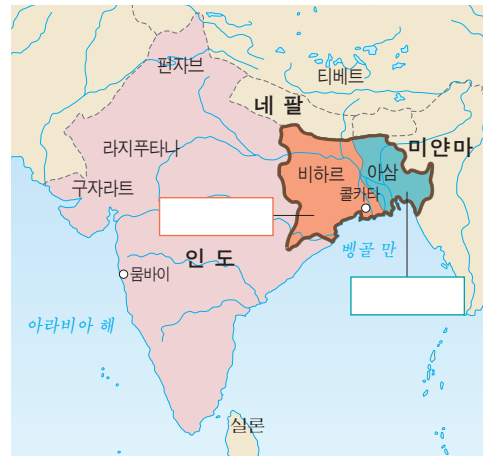 펀자브
티베트
네 팔
미얀마
라지푸타나
비하르
아삼
구자라트
콜카타
인 도
벵골 만
뭄바이
아라비아 해
실론